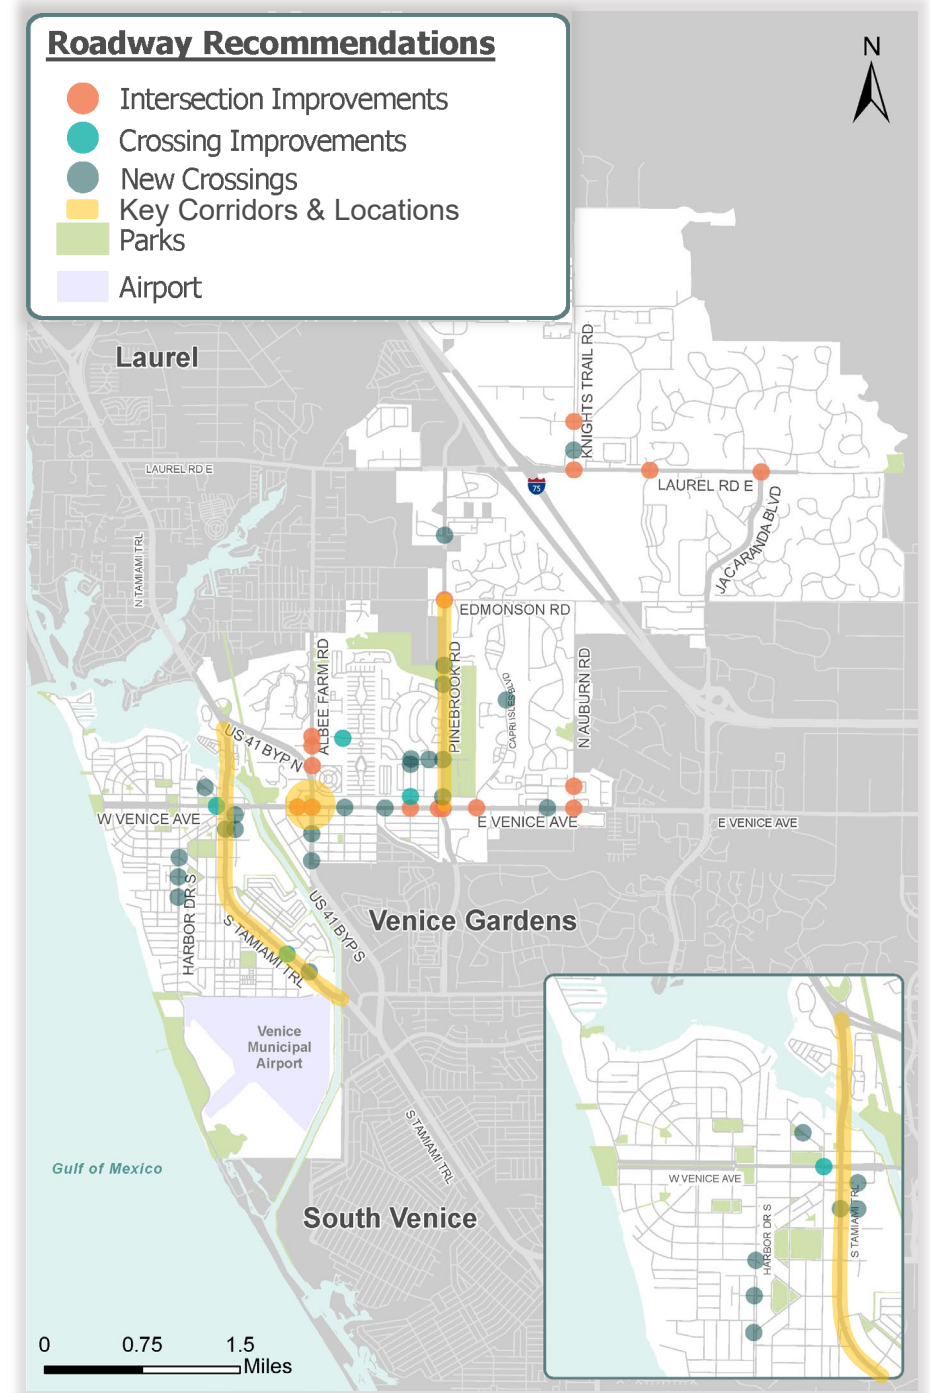 Roadway Recommendations
Intersection Improvements
Crossing Improvements
New Crossings
Key Corridors & Locations
Parks
Airport
N
Laurel
KNIGHTS TRAIL RD
LAUREL RD E
75
LAUREL RD E
JACARANDA BLVD
N TAMIAMI TRL
EDMONSON RD
ALBEE FARM RD
PINEBROOK RD
CAPRI ISLES BLVD
N AUBURN RD
US 41 BYP N
W VENICE AVE
E VENICE AVE
E VENICE AVE
HARBOR DR S
S TAMIAMI TRL
US 41 BYP S
Venice Gardens
Venice
Municipal
Airport
S TAMIAMI TRL
Gulf of Mexico
South Venice
W VENICE AVE
HARBOR DR S
S TAMIAMI TRL
0 0.75 1.5
Miles